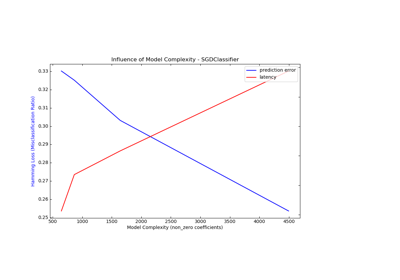 Influence of Model Complexity - SGDClassifier
prediction error
latency
0.33
0.32
0.31
0.30
0.29
0.28
0.27
0.26
0.25
Hamming Loss (Misclassification Ratio)
500 1000 1500 2000 2500 3000 3500 4000 4500
Model Complexity (non_zero coefficients)